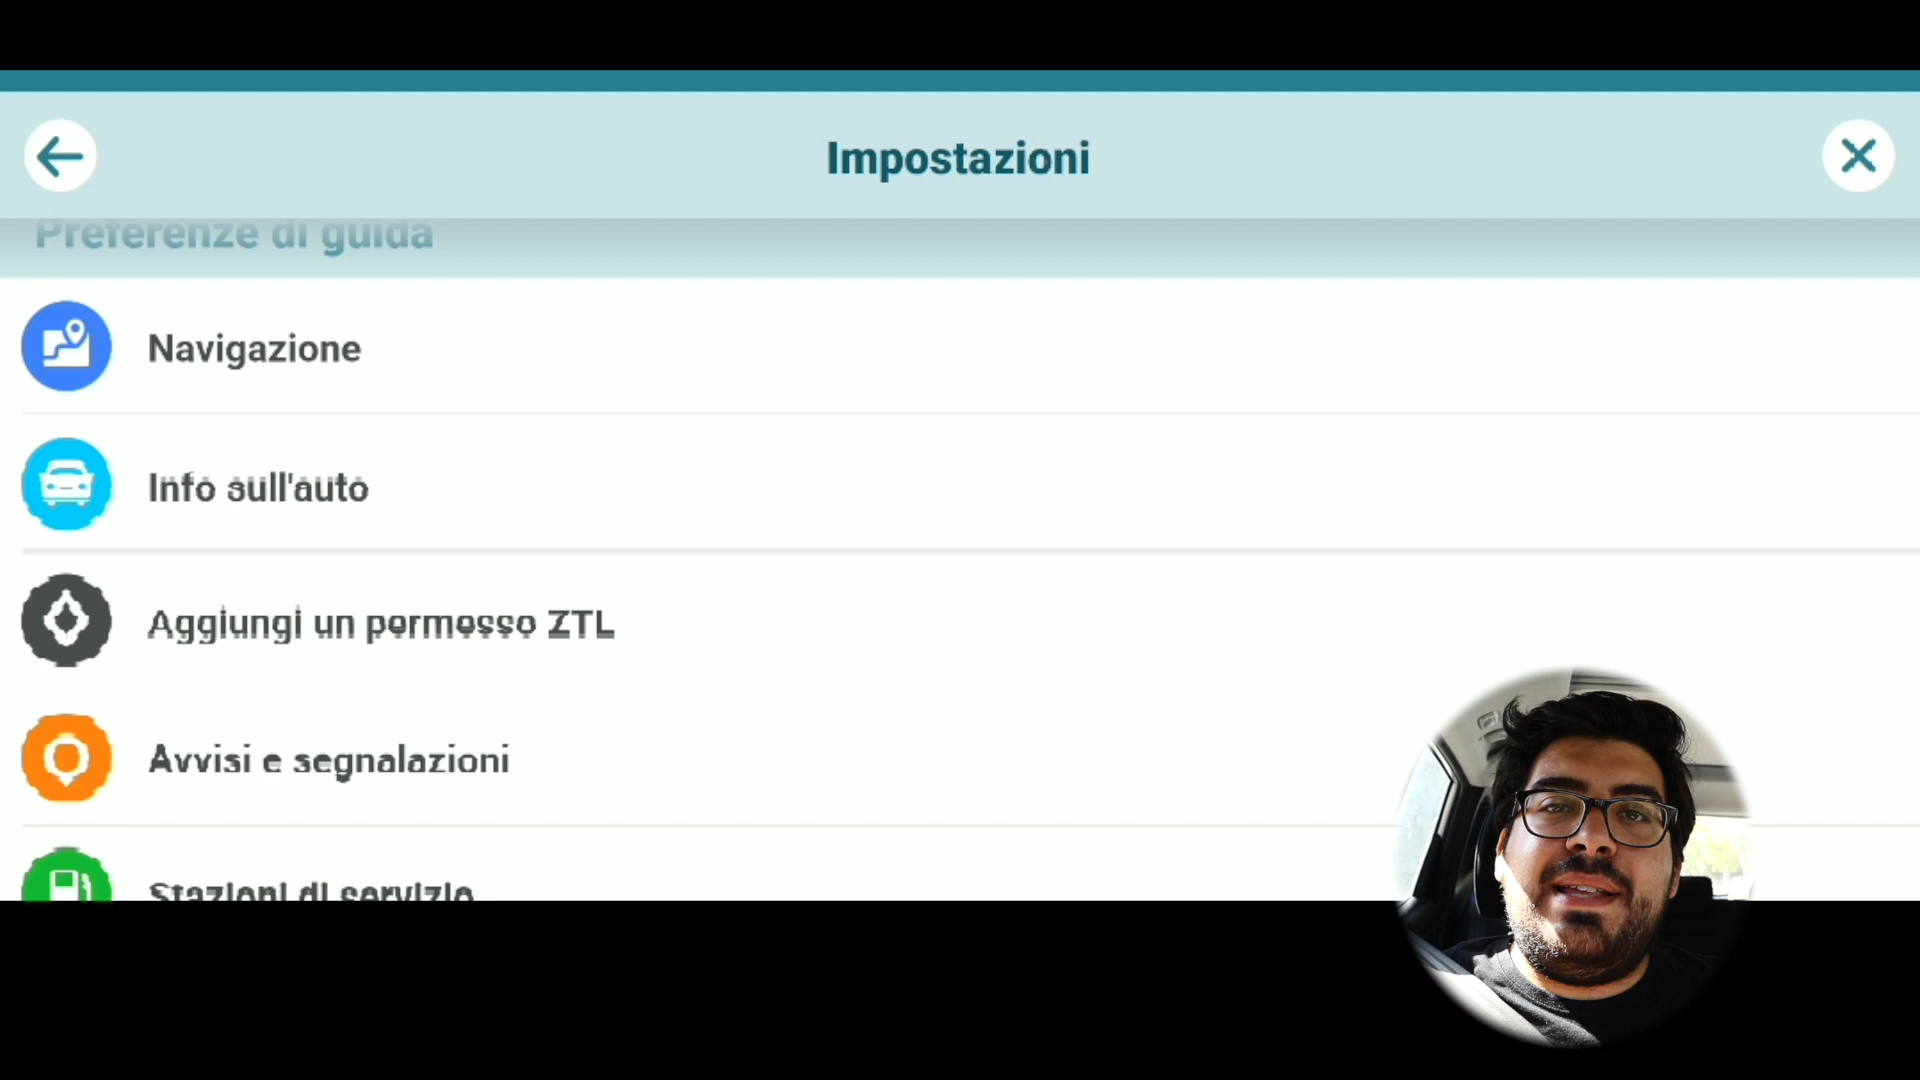 Impostazioni
Preferenze di guida
Navigazione
Info sull'auto
Aggiungi un permesso ZTL
Avvisi e segnalazioni
Stazioni di servizio